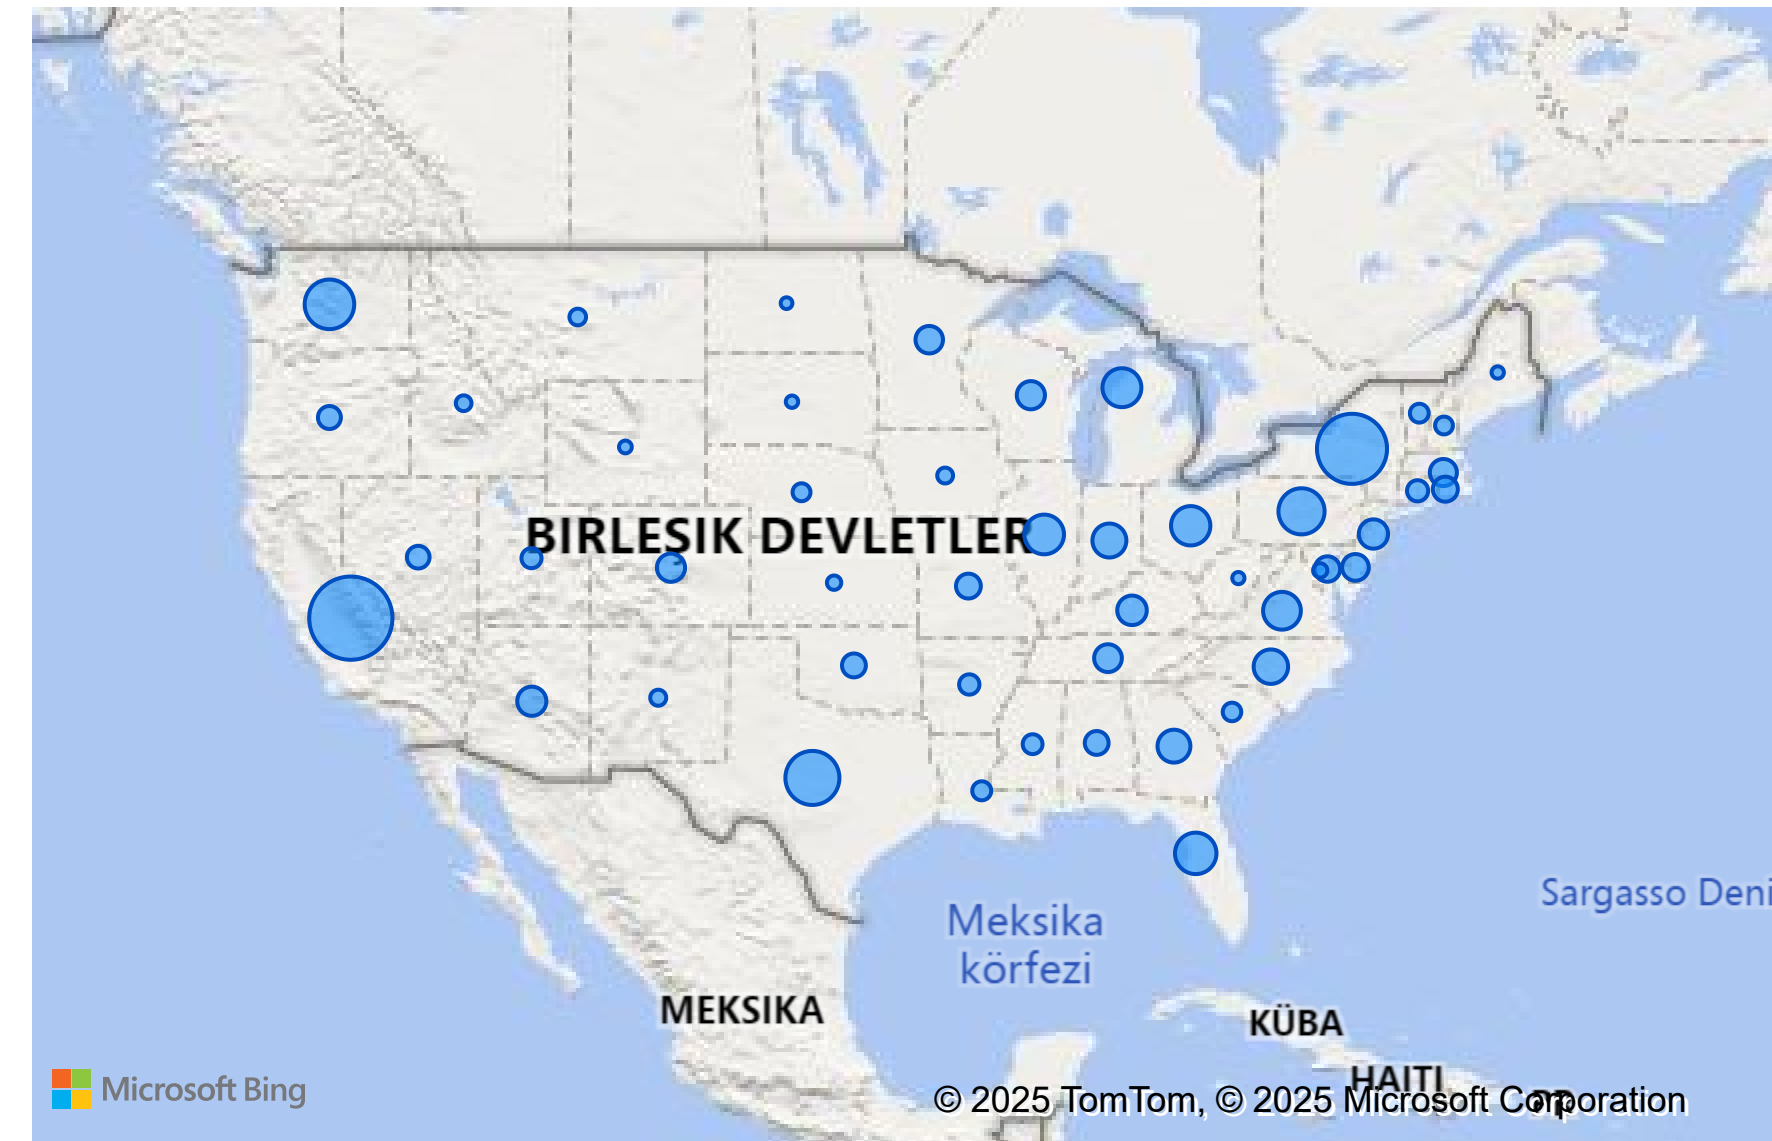 BIRLEŞIK DEVLETLER
Sargasso Deni
Meksika
körfezi
MEKSIKA
KÜBA
HAITI
Microsoft Bing
© 2025 TomTom, © 2025 Microsoft Corporation